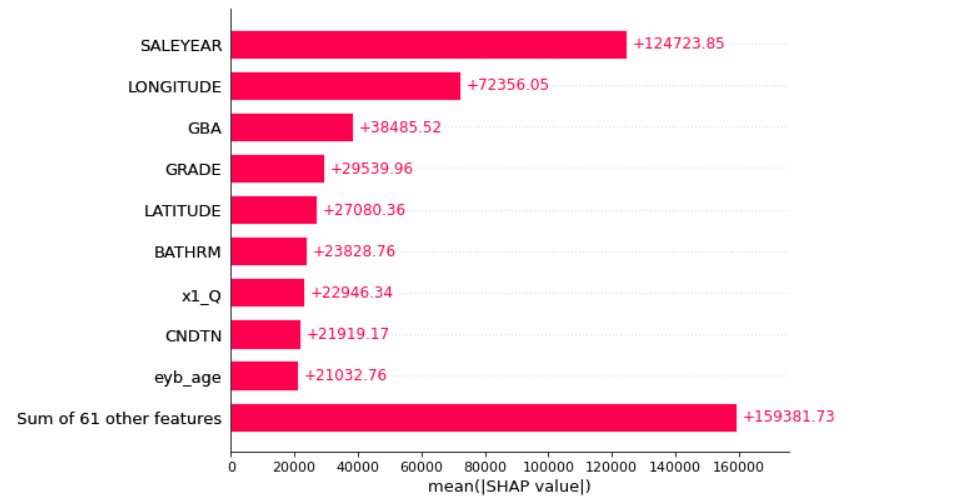 SALEYEAR +124723.85
LONGITUDE +72356.05
GBA +38485.52
GRADE +29539.96
LATITUDE +27080.36
BATHRM +23828.76
x1_Q +22946.34
CNDTN +21919.17
eyb_age +21032.76
Sum of 61 other features +159381.73
0 20000 40000 60000 80000 100000 120000 140000 160000
mean(|SHAP value|)